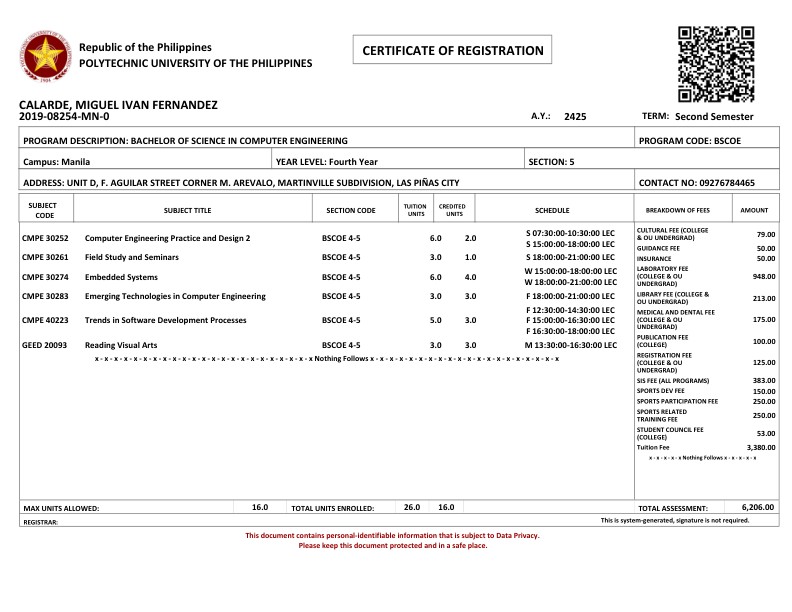 Republic of the Philippines
POLYTECHNIC UNIVERSITY OF THE PHILIPPINES
CERTIFICATE OF REGISTRATION
CALARDE, MIGUEL IVAN FERNANDEZ
2019-08254-MN-0
A.Y.: 2425 TERM: Second Semester
PROGRAM DESCRIPTION: BACHELOR OF SCIENCE IN COMPUTER ENGINEERING PROGRAM CODE: BSCOE
Campus: Manila YEAR LEVEL: Fourth Year SECTION: 5
ADDRESS: UNIT D, F. AGUILAR STREET CORNER M. AREVALO, MARTINVILLE SUBDIVISION, LAS PIÑAS CITY CONTACT NO: 09276784465
SUBJECT CODE SUBJECT TITLE SECTION CODE TUITION UNITS CREDITED UNITS SCHEDULE
CMPE 30252 Computer Engineering Practice and Design 2 BSCOE 4-5 6.0 2.0 S 07:30:00-10:30:00 LEC
S 15:00:00-18:00:00 LEC
CMPE 30261 Field Study and Seminars BSCOE 4-5 3.0 1.0 S 18:00:00-21:00:00 LEC
CMPE 30274 Embedded Systems BSCOE 4-5 6.0 4.0 W 15:00:00-18:00:00 LEC
W 18:00:00-21:00:00 LEC
CMPE 30283 Emerging Technologies in Computer Engineering BSCOE 4-5 3.0 3.0 F 18:00:00-21:00:00 LEC
CMPE 40223 Trends in Software Development Processes BSCOE 4-5 5.0 3.0 F 12:30:00-14:30:00 LEC
F 15:00:00-16:30:00 LEC
F 16:30:00-18:00:00 LEC
GEED 20093 Reading Visual Arts BSCOE 4-5 3.0 3.0 M 13:30:00-16:30:00 LEC
x - x - x - x - x - x - x - x - x - x - x - x - x - x - x - x - x - x - x - x - x - x - x Nothing Follows x - x - x - x - x - x - x - x - x - x - x - x - x - x - x - x - x - x - x - x
BREAKDOWN OF FEES AMOUNT
CULTURAL FEE (COLLEGE & OU UNDERGRAD) 79.00
GUIDANCE FEE 50.00
INSURANCE 50.00
LABORATORY FEE (COLLEGE & OU UNDERGRAD) 948.00
LIBRARY FEE (COLLEGE & OU UNDERGRAD) 213.00
MEDICAL AND DENTAL FEE (COLLEGE & OU UNDERGRAD) 175.00
PUBLICATION FEE (COLLEGE) 100.00
REGISTRATION FEE (COLLEGE & OU UNDERGRAD) 125.00
SIS FEE (ALL PROGRAMS) 383.00
SPORTS DEV FEE 150.00
SPORTS PARTICIPATION FEE 250.00
SPORTS RELATED TRAINING FEE 250.00
STUDENT COUNCIL FEE (COLLEGE) 53.00
Tuition Fee 3,380.00
x - x - x - x - x Nothing Follows x - x - x - x - x
MAX UNITS ALLOWED: 16.0 TOTAL UNITS ENROLLED: 26.0 16.0 TOTAL ASSESSMENT: 6,206.00
REGISTRAR: This is system-generated, signature is not required.
This document contains personal-identifiable information that is subject to Data Privacy.
Please keep this document protected and in a safe place.